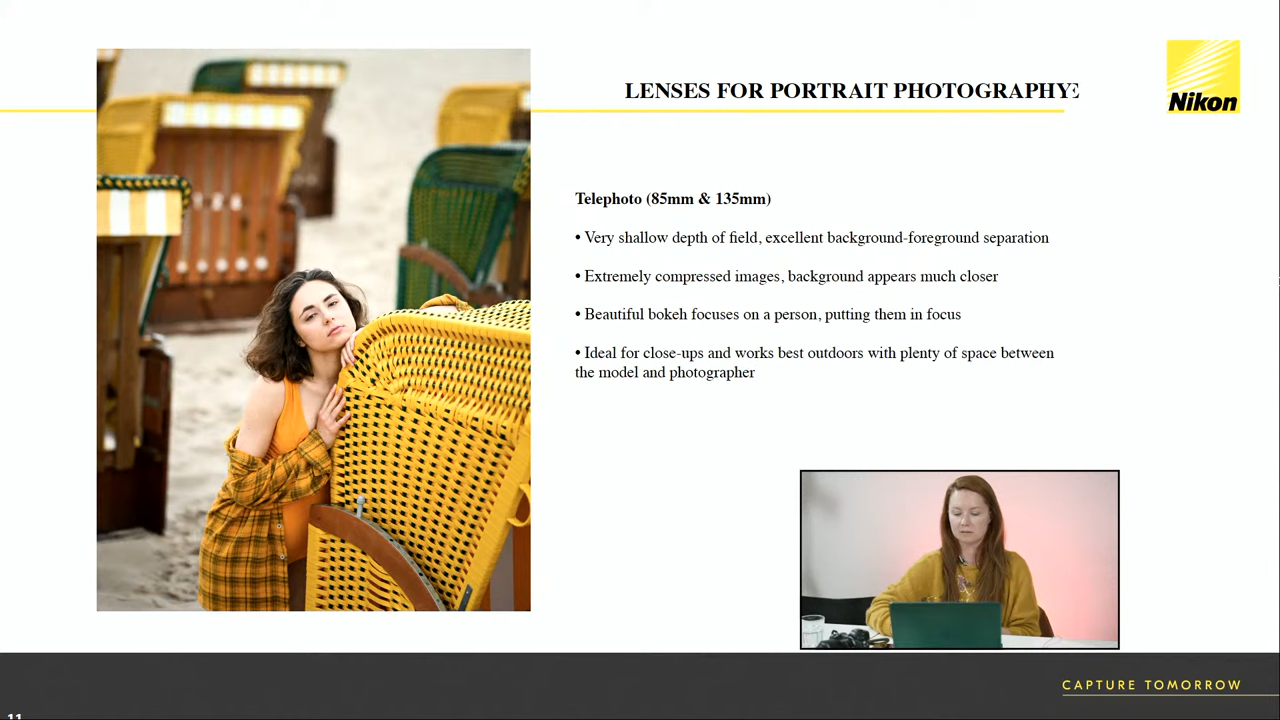 LENSES FOR PORTRAIT PHOTOGRAPHY
Nikon
Telephoto (85mm & 135mm)
• Very shallow depth of field, excellent background-foreground separation
• Extremely compressed images, background appears much closer
• Beautiful bokeh focuses on a person, putting them in focus
• Ideal for close-ups and works best outdoors with plenty of space between
the model and photographer
CAPTURE TOMORROW
11